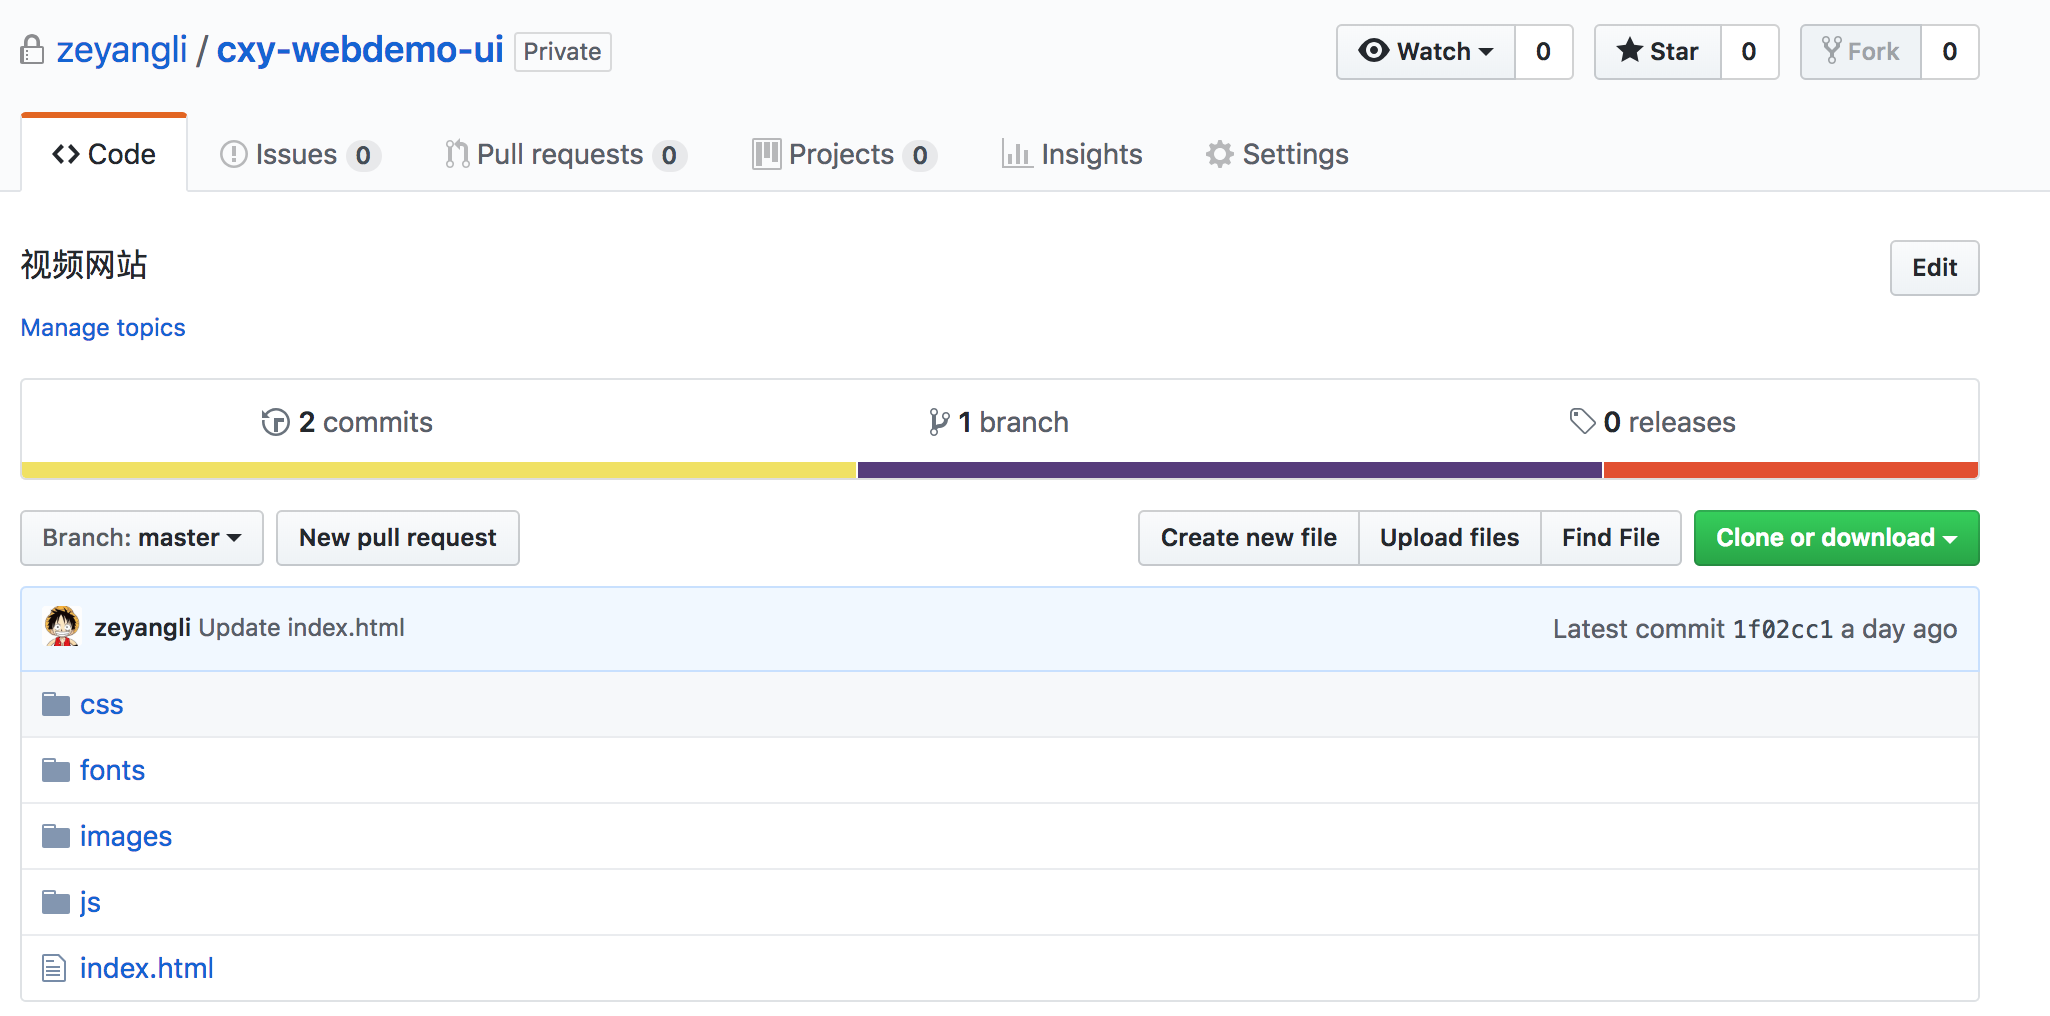 zeyangli / cxy-webdemo-ui Private Watch 0 Star 0 Fork 0
Code Issues 0 Pull requests 0 Projects 0 Insights Settings
视频网站 Edit
Manage topics
2 commits 1 branch 0 releases
Branch: master New pull request Create new file Upload files Find File Clone or download
zeyangli Update index.html Latest commit 1f02cc1 a day ago
css
fonts
images
js
index.html